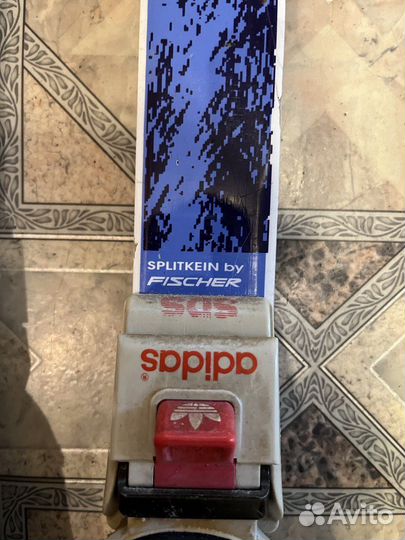 SPLITKEIN by
FISCHER
SDS
adidas®
Avito